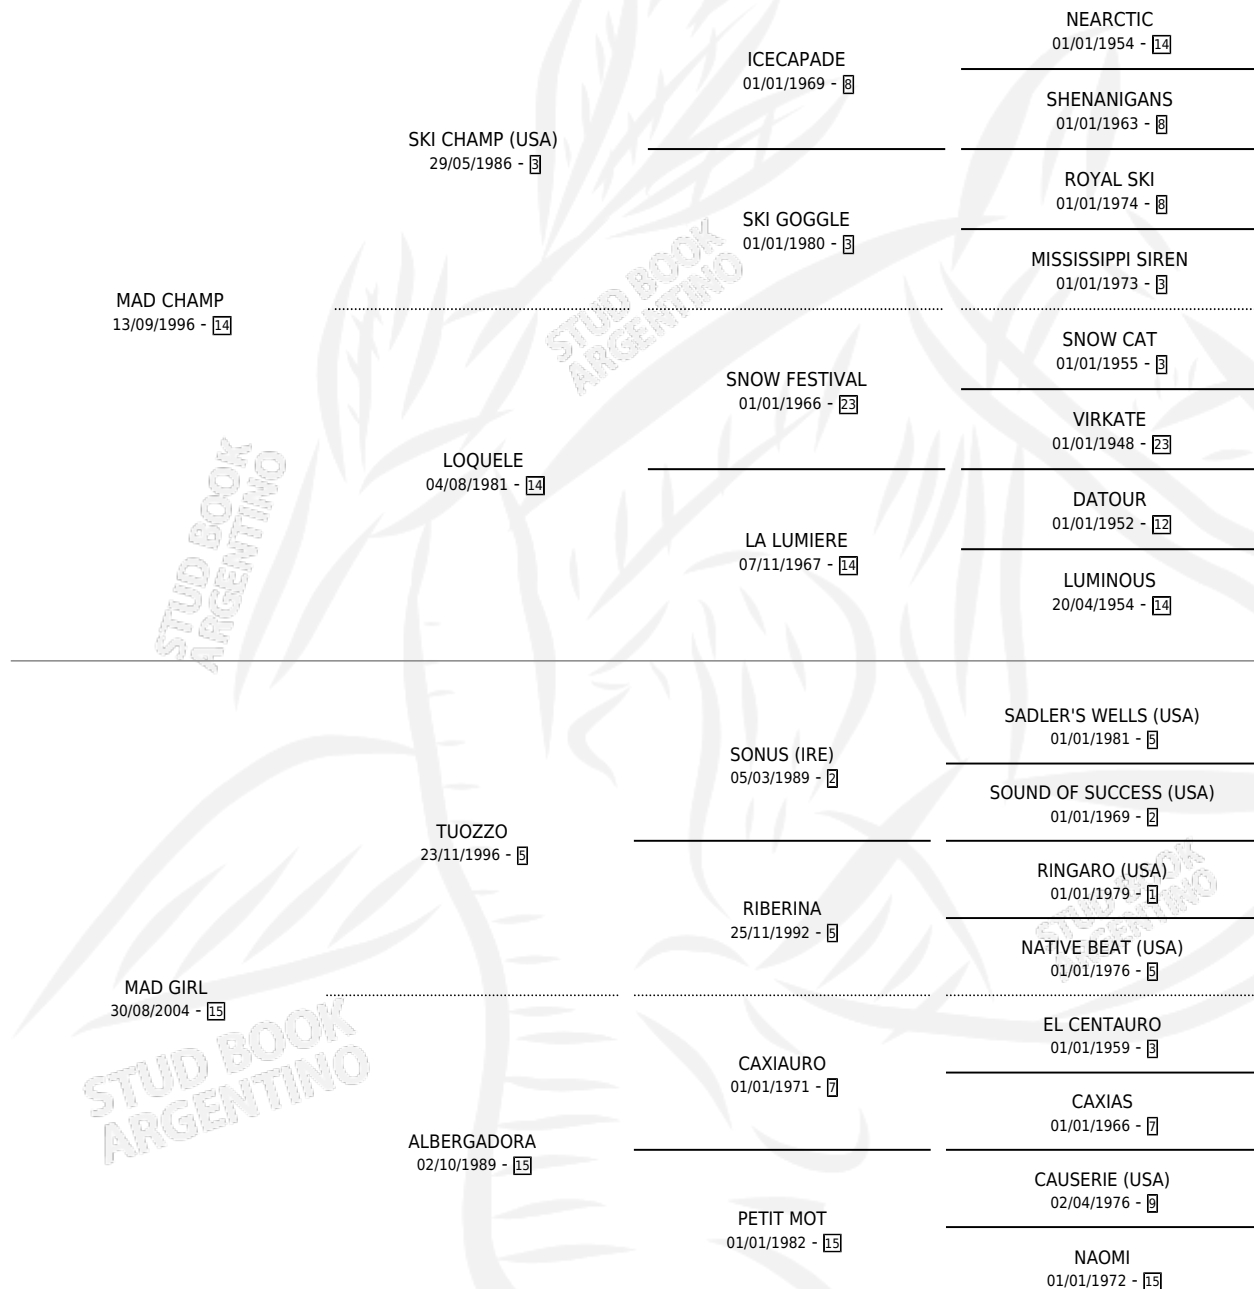 NEARCTIC
01/01/1954 - 14
ICECAPADE
01/01/1969 - 8
SHENANIGANS
01/01/1963 - 8
SKI CHAMP (USA)
29/05/1986 - 3
ROYAL SKI
01/01/1974 - 8
SKI GOGGLE
01/01/1980 - 3
MISSISSIPPI SIREN
01/01/1973 - 3
MAD CHAMP
13/09/1996 - 14
SNOW CAT
01/01/1955 - 3
SNOW FESTIVAL
01/01/1966 - 23
VIRKATE
01/01/1948 - 23
LOQUELE
04/08/1981 - 14
DATOUR
01/01/1952 - 12
LA LUMIERE
07/11/1967 - 14
LUMINOUS
20/04/1954 - 14
SADLER'S WELLS (USA)
01/01/1981 - 5
SONUS (IRE)
05/03/1989 - 2
SOUND OF SUCCESS (USA)
01/01/1969 - 2
TUOZZO
23/11/1996 - 5
RINGARO (USA)
01/01/1979 - 1
RIBERINA
25/11/1992 - 5
NATIVE BEAT (USA)
01/01/1976 - 5
MAD GIRL
30/08/2004 - 15
EL CENTAURO
01/01/1959 - 3
CAXIAURO
01/01/1971 - 7
CAXIAS
01/01/1966 - 7
ALBERGADORA
02/10/1989 - 15
CAUSERIE (USA)
02/04/1976 - 9
PETIT MOT
01/01/1982 - 15
NAOMI
01/01/1972 - 15
STUD BOOK
ARGENTINO
STUD BOOK
ARGENTINO
STUD BOOK
ARGENTINO
STUD BOOK
ARGENTINO